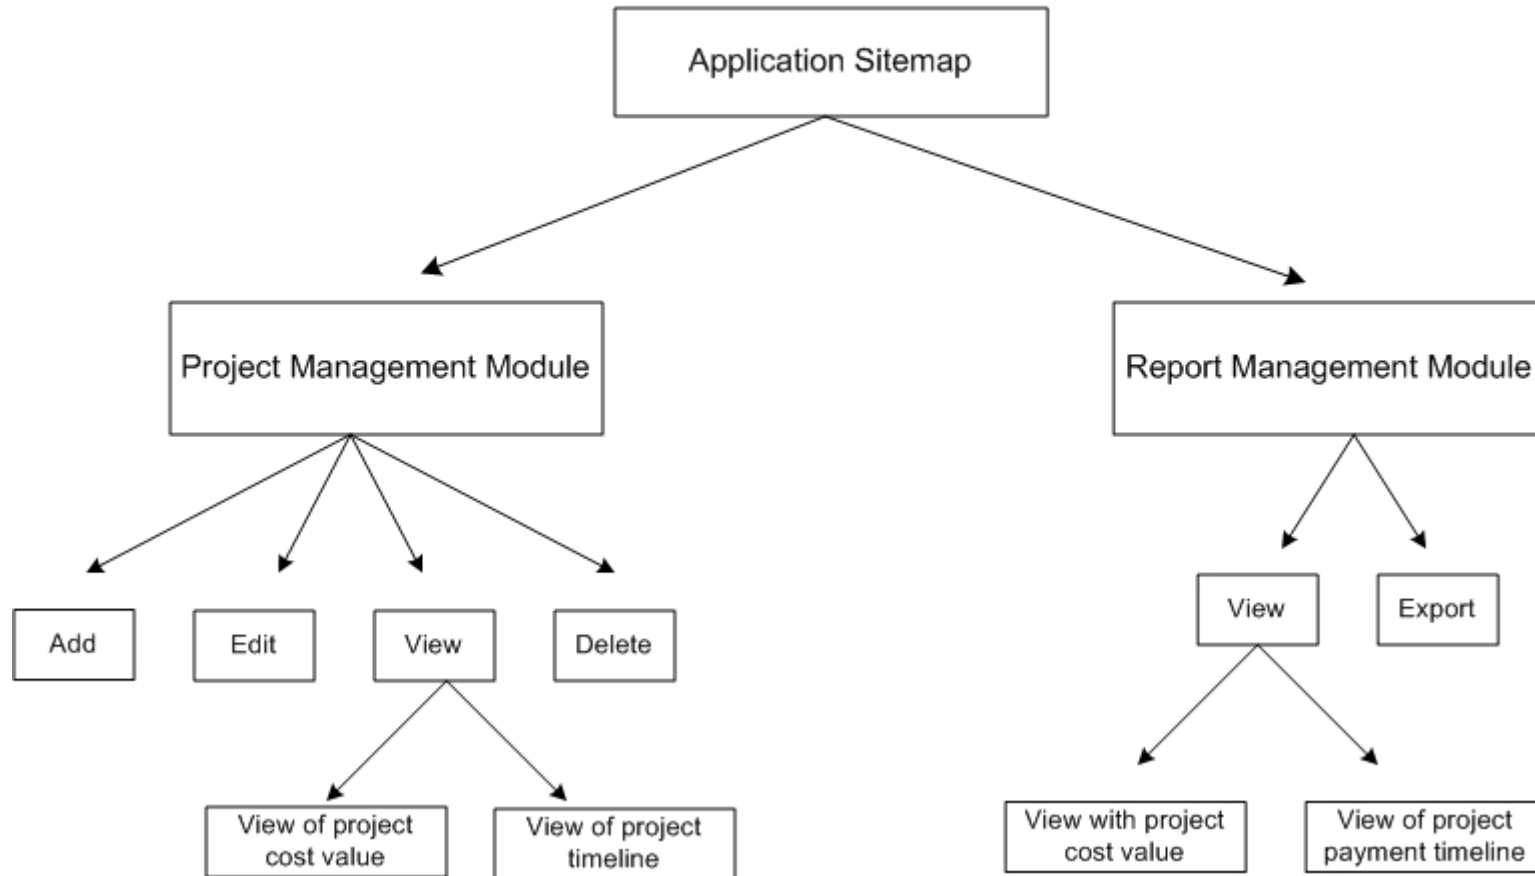 Application Sitemap
Project Management Module
Report Management Module
Add
Edit
View
Delete
View
Export
View of project
cost value
View of project
timeline
View with project
cost value
View of project
payment timeline